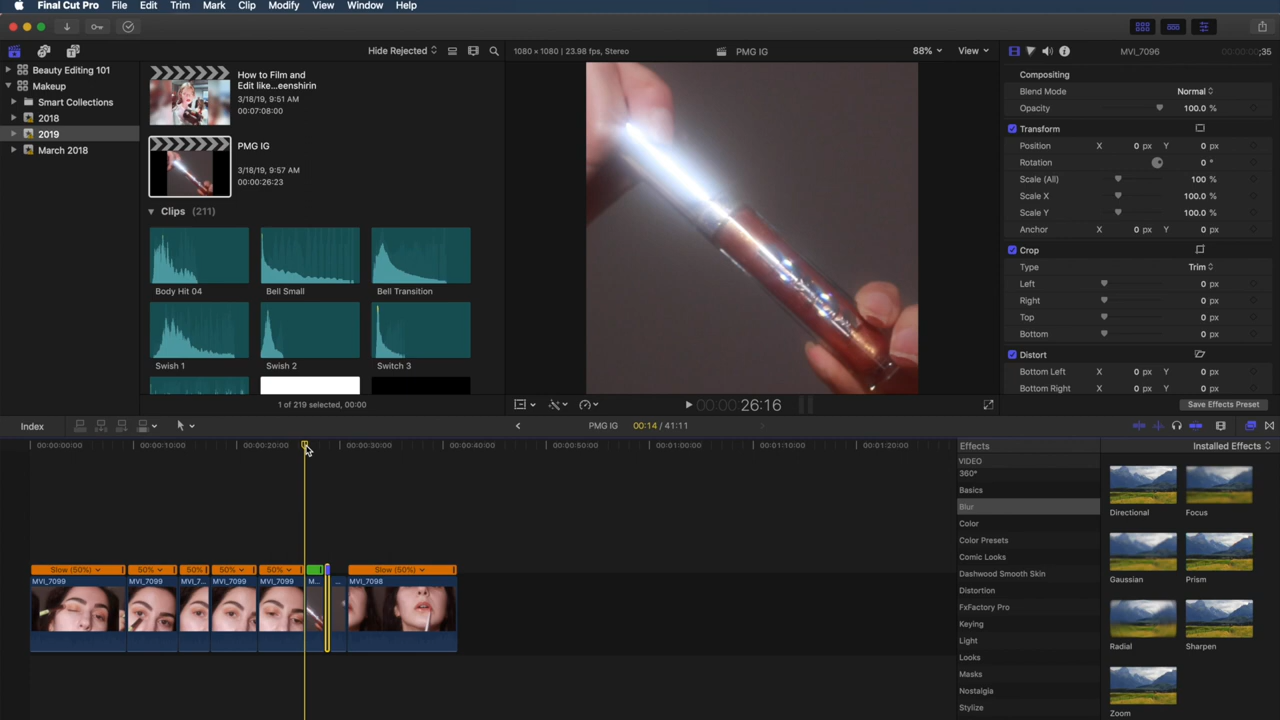 Final Cut Pro File Edit Trim Mark Clip Modify View Window Help
Hide Rejected
1080 × 1080 | 23.98 fps, Stereo
PMG IG
88%
View
MVI_7096
;35
Beauty Editing 101
Makeup
Smart Collections
2018
2019
March 2018
How to Film and
Edit like...eenshirin
3/18/19, 9:51 AM
00:07:08:00
PMG IG
3/18/19, 9:57 AM
00:00:26:23
Clips (211)
Body Hit 04
Bell Small
Bell Transition
Swish 1
Swish 2
Switch 3
1 of 219 selected, 00:00
00:00:00 26:16
Compositing
Blend Mode Normal
Opacity 100.0 %
Transform
Position X 0 px Y 0 px
Rotation 0 °
Scale (All) 100 %
Scale X 100.0 %
Scale Y 100.0 %
Anchor X 0 px Y 0 px
Crop
Type Trim
Left 0 px
Right 0 px
Top 0 px
Bottom 0 px
Distort
Bottom Left X 0 px Y 0 px
Bottom Right X 0 px Y 0 px
Save Effects Preset
Index
PMG IG
00:14 / 41:11
00:00:00:00 00:00:10:00 00:00:20:00 00:00:30:00 00:00:40:00 00:00:50:00 00:01:00:00 00:01:10:00 00:01:20:00
Slow (50%) 50% 50% 50% 50% Slow (50%)
MVI_7099 MVI_7099 MVI_7... MVI_7099 MVI_7099 M... ... MVI_7098
Effects
Installed Effects
VIDEO
360°
Basics
Blur
Color
Color Presets
Comic Looks
Dashwood Smooth Skin
Distortion
FxFactory Pro
Keying
Light
Looks
Masks
Nostalgia
Stylize
Directional
Focus
Gaussian
Prism
Radial
Sharpen
Zoom